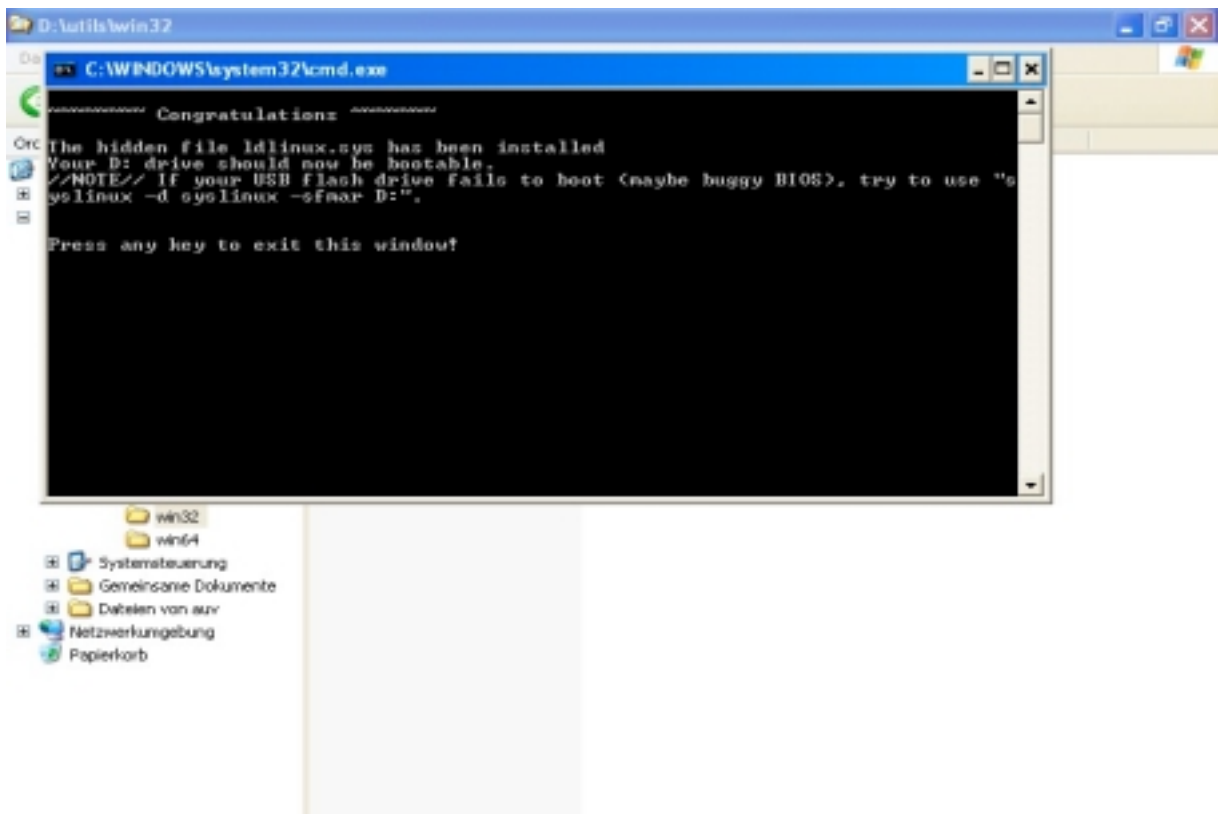 D:\utils\win32
C:\WINDOWS\system32\cmd.exe
~~~~~~~~~ Congratulations ~~~~~~~~
The hidden file ldlinux.sys has been installed
Your D: drive should now be bootable.
//NOTE// If your USB flash drive fails to boot (maybe buggy BIOS), try to use "s
yslinux -d syslinux -sfmar D:".
Press any key to exit this window!
Da
Orc
win32
win64
Systemsteuerung
Gemeinsame Dokumente
Dateien von auv
Netzwerkumgebung
Papierkorb